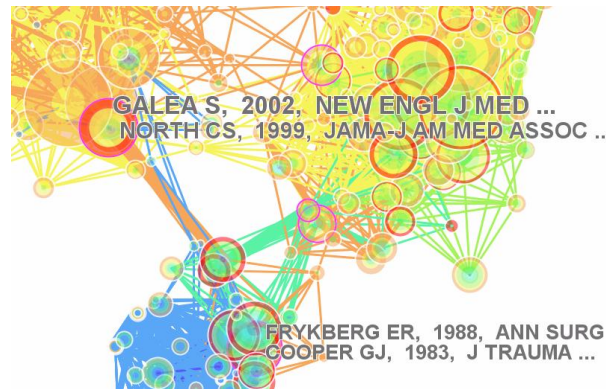 GALEA S, 2002, NEW ENGL J MED ...
NORTH CS, 1999, JAMA-J AM MED ASSOC ..
FRYKBERG ER, 1988, ANN SURG
COOPER GJ, 1983, J TRAUMA ...